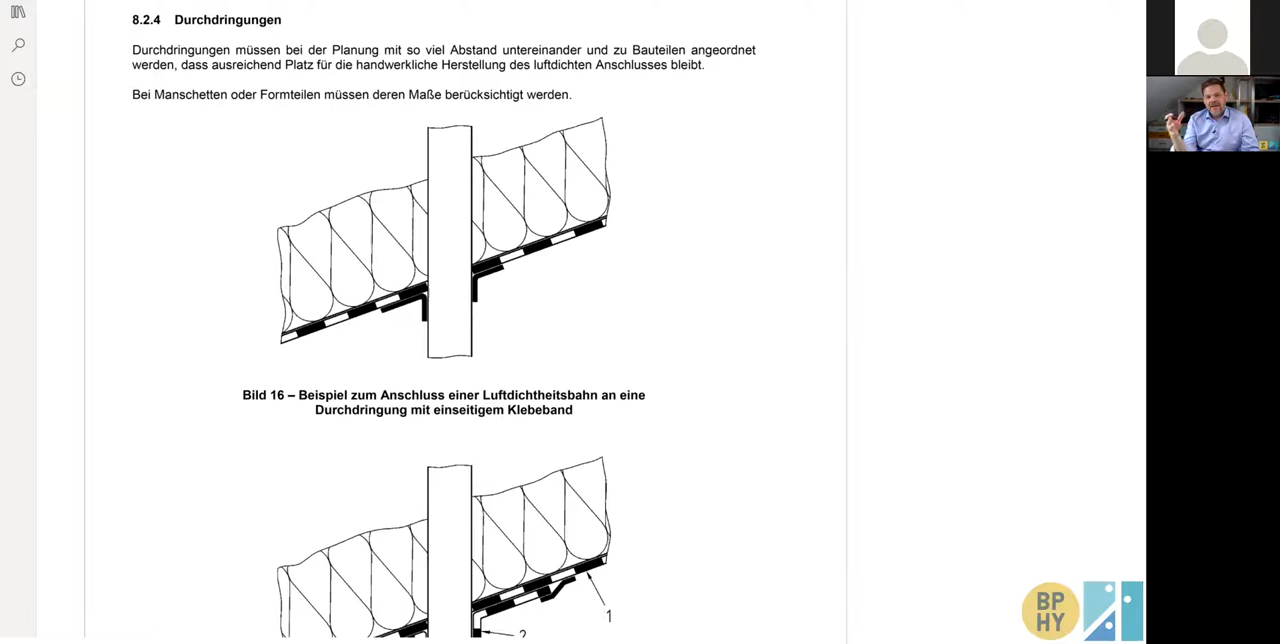 8.2.4 Durchdringungen
Durchdringungen müssen bei der Planung mit so viel Abstand untereinander und zu Bauteilen angeordnet
werden, dass ausreichend Platz für die handwerkliche Herstellung des luftdichten Anschlusses bleibt.
Bei Manschetten oder Formteilen müssen deren Maße berücksichtigt werden.
Bild 16 – Beispiel zum Anschluss einer Luftdichtheitsbahn an eine
Durchdringung mit einseitigem Klebeband
1
2
BP
HY